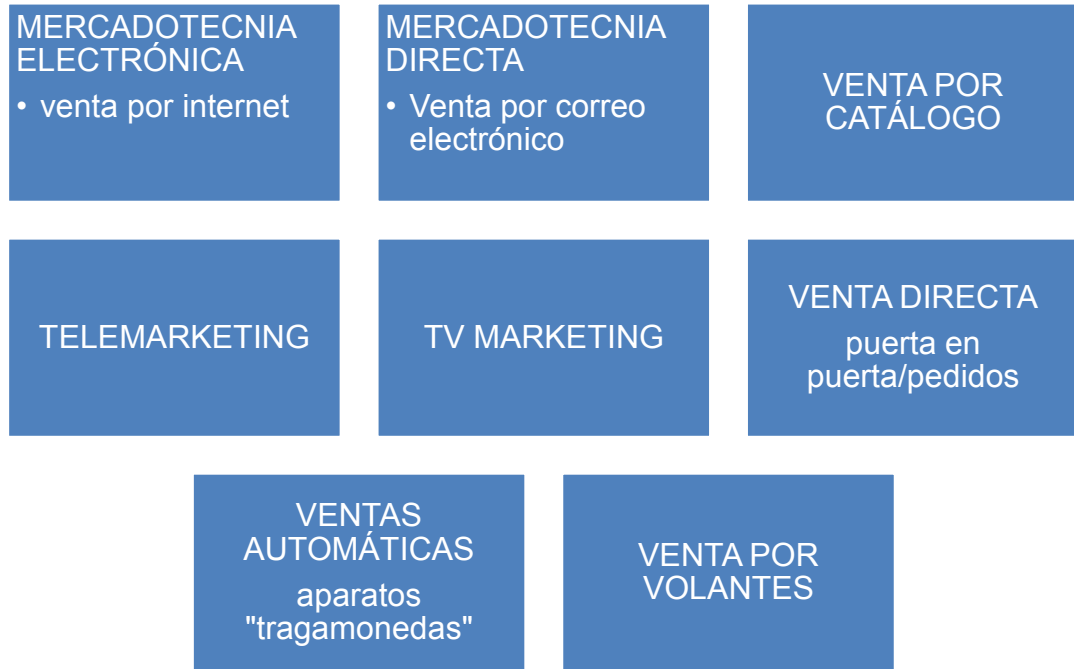 MERCADOTECNIA
ELECTRÓNICA
• venta por internet
MERCADOTECNIA
DIRECTA
• Venta por correo
electrónico
VENTA POR
CATÁLOGO
TELEMARKETING
TV MARKETING
VENTA DIRECTA
puerta en
puerta/pedidos
VENTAS
AUTOMÁTICAS
aparatos
"tragamonedas"
VENTA POR
VOLANTES